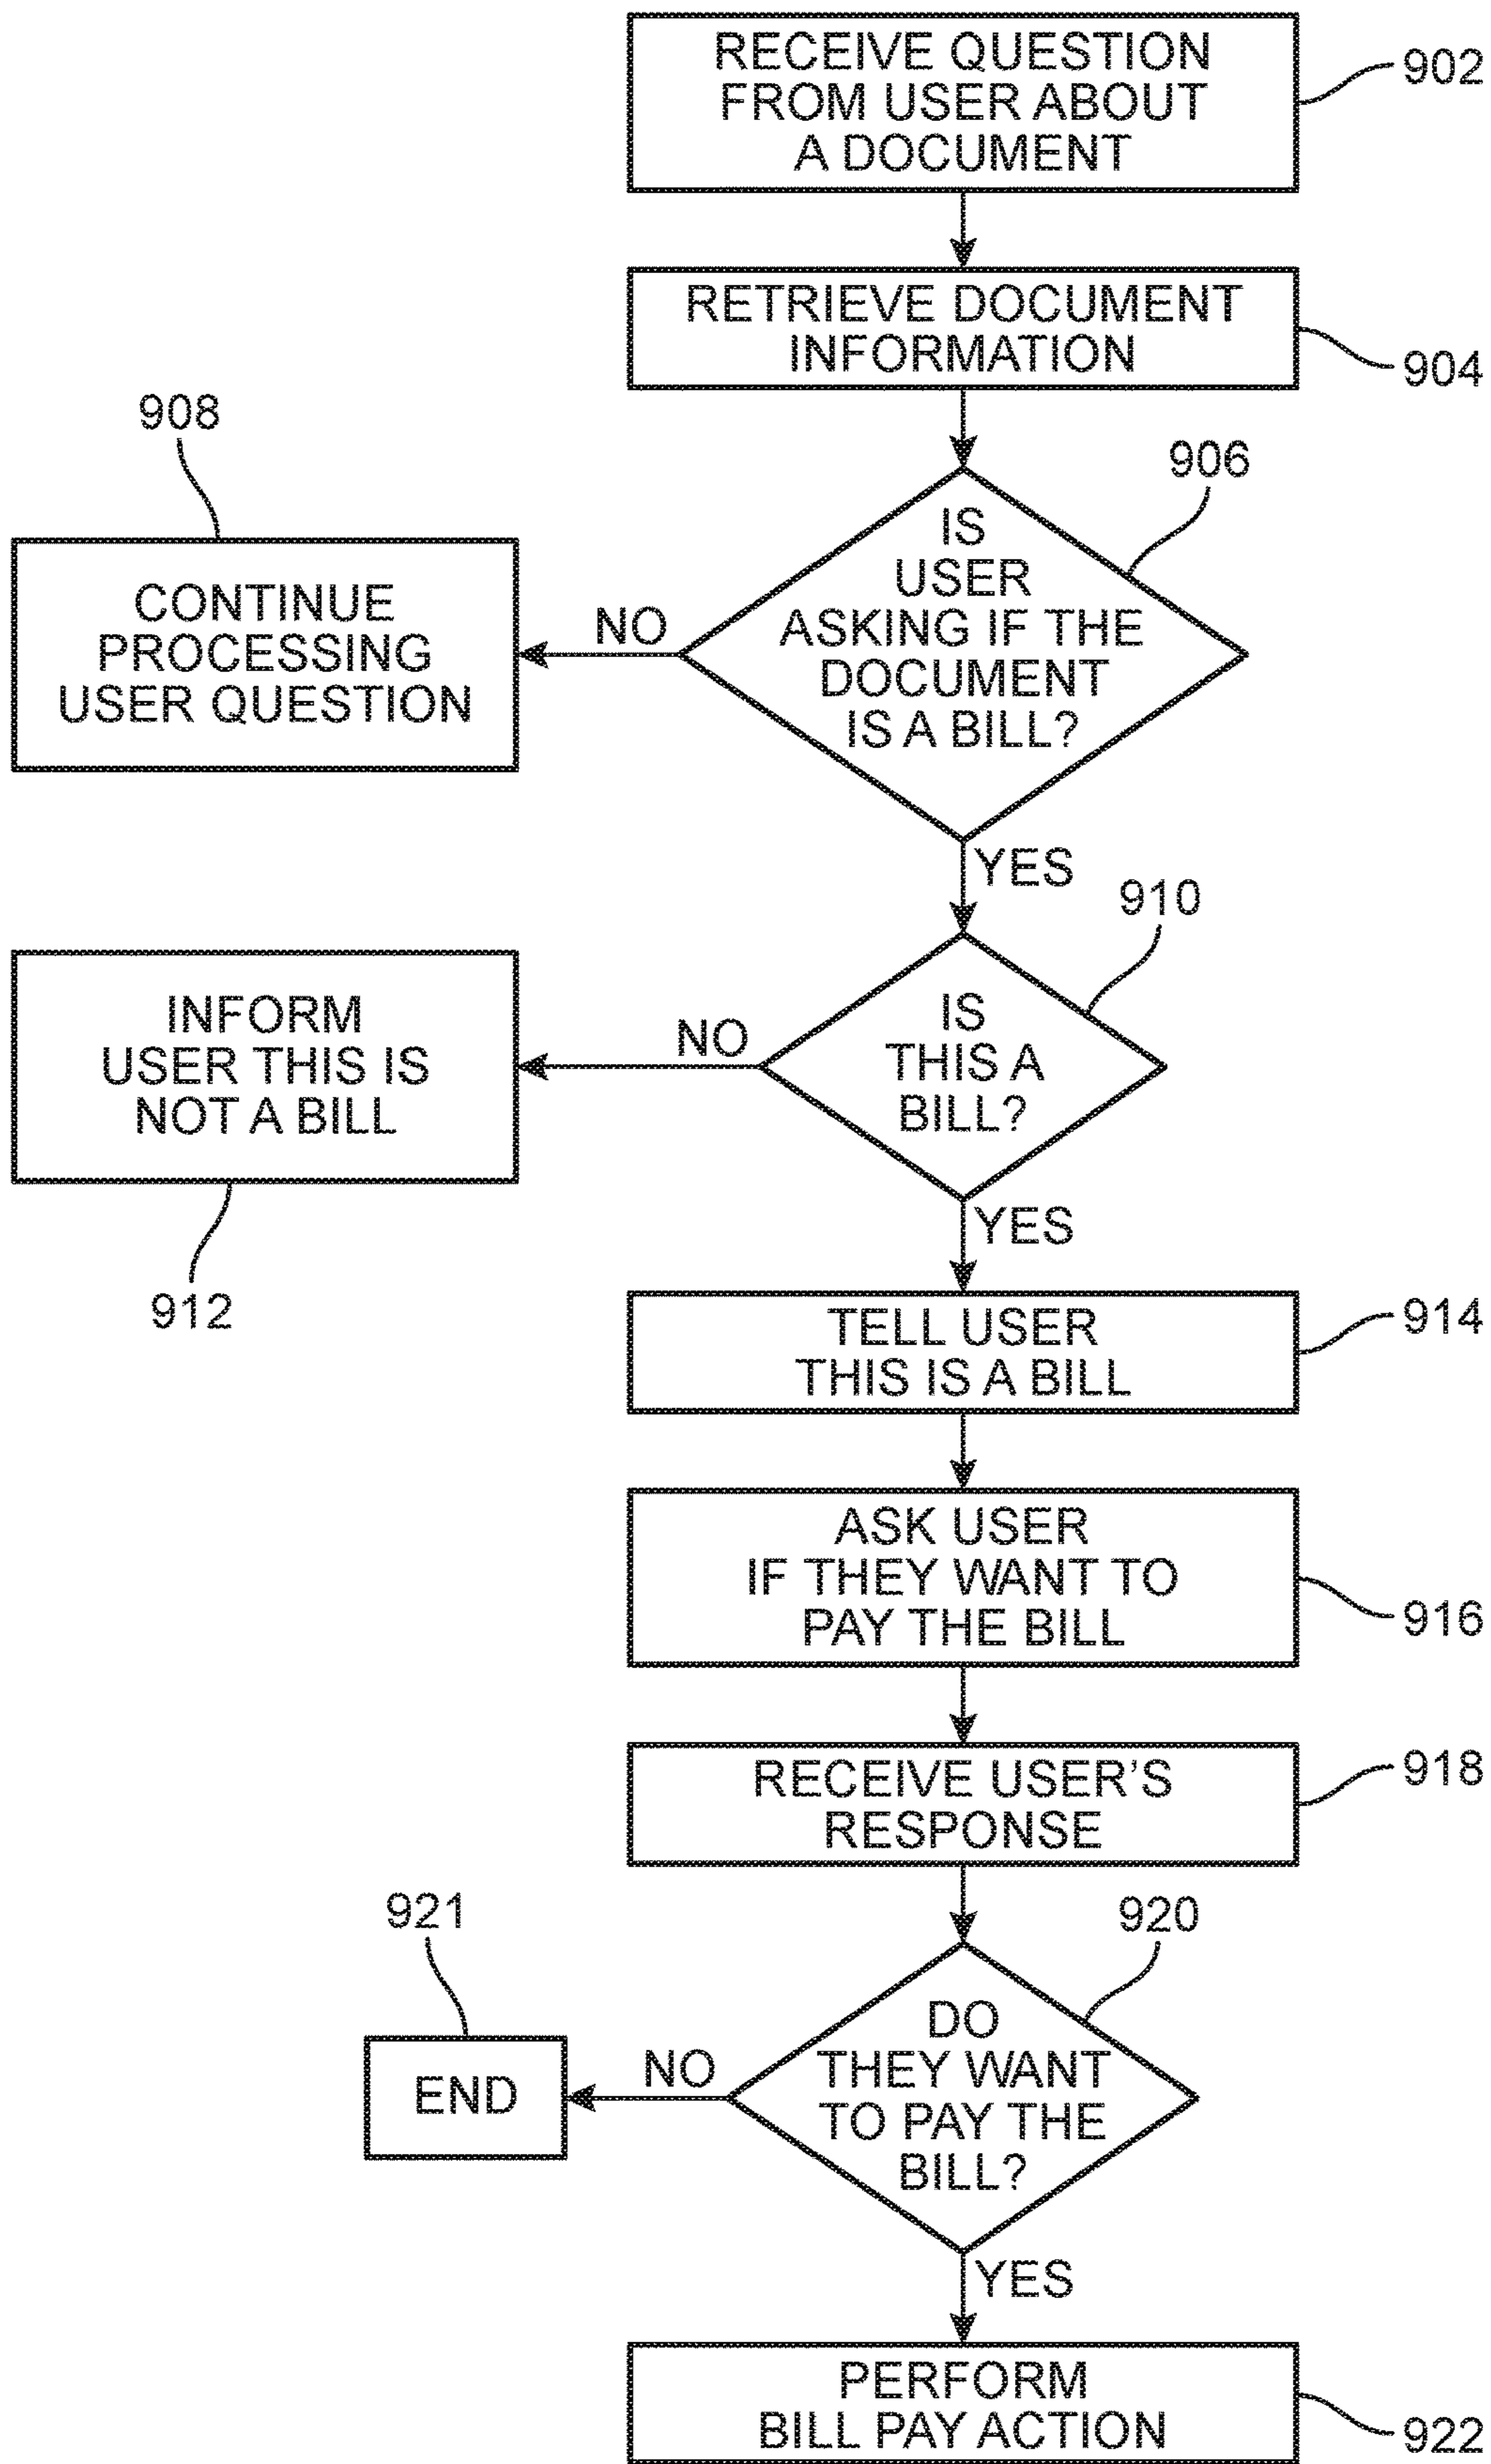 RECEIVE QUESTION
FROM USER ABOUT
A DOCUMENT
902
RETRIEVE DOCUMENT
INFORMATION
904
906
IS
USER
ASKING IF THE
DOCUMENT
IS A BILL?
NO
908
CONTINUE
PROCESSING
USER QUESTION
YES
910
IS
THIS A
BILL?
NO
INFORM
USER THIS IS
NOT A BILL
912
YES
TELL USER
THIS IS A BILL
914
ASK USER
IF THEY WANT TO
PAY THE BILL
916
RECEIVE USER'S
RESPONSE
918
920
DO
THEY WANT
TO PAY THE
BILL?
NO
921
END
YES
PERFORM
BILL PAY ACTION
922